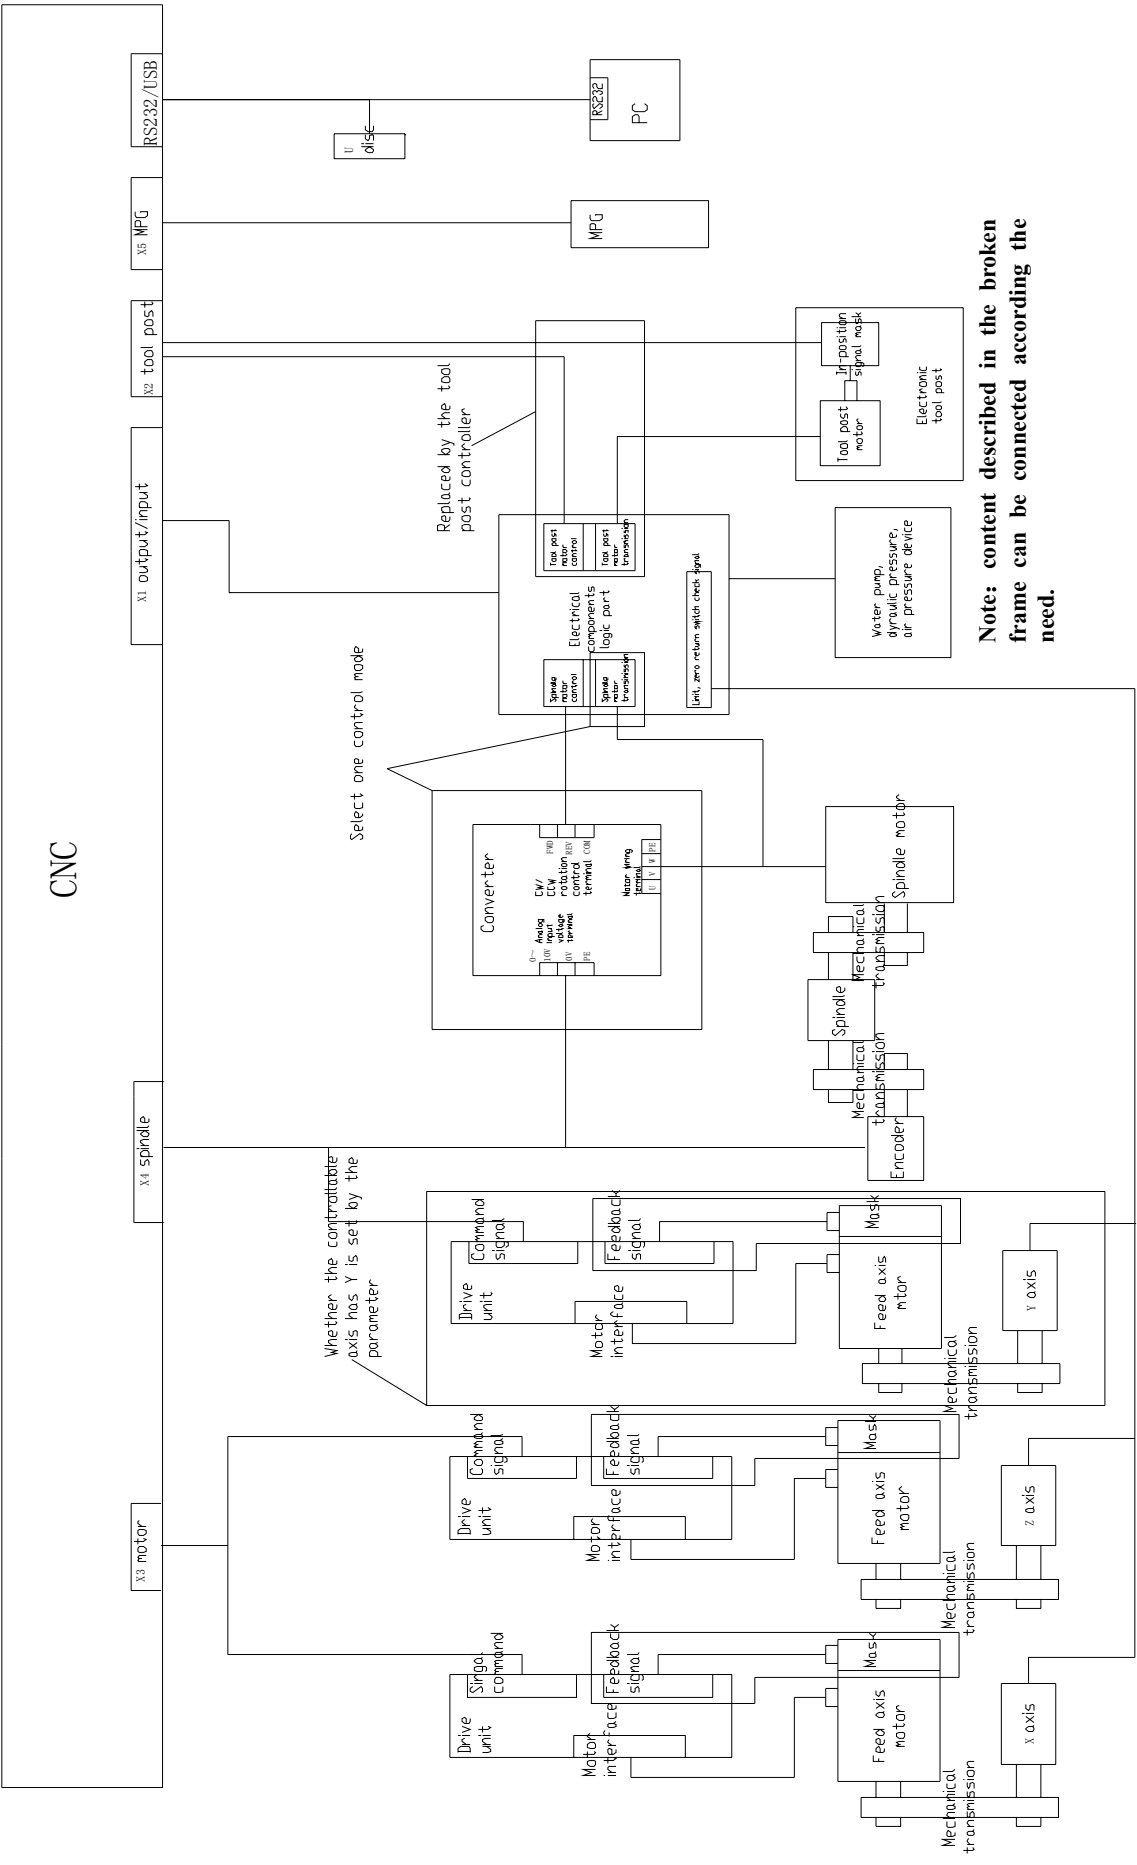 CNC
X3 motor
X4 spindle
X1 output/input
X2 tool post
X5 MPG
RS232/USB
U
disc
RS232
PC
MPG
Replaced by the tool
post controller
In-position
signal mask
Tool post
motor
Electronic
tool post
Tool post
motor
control
Tool post
motor
transmission
Electrical
components
logic part
Spindle
motor
control
Spindle
motor
transimission
Limit, zero return switch check signal
Water pump,
dyraulic pressure,
air pressure device
Select one control mode
Converter
0~
10V
0V
PE
Analog
input
voltage
terminal
CW/
CCW
rotation
control
terminal
FWD
REV
COM
Motor wiring
terminal
U V W PE
Spindle motor
Mechanical
transmission
Spindle
Mechanical
transmission
Encoder
Whether the controllable
axis has Y is set by the
parameter
Drive
unit
Command
signal
Feedback
signal
Motor
interface
Mask
Feed axis
mtor
Mechanical
transmission
Y axis
Drive
unit
Command
signal
Feedback
signal
Motor
interface
Mask
Feed axis
motor
Mechanical
transmission
Z axis
Drive
unit
Singal
command
Feedback
signal
Motor
interface
Mask
Feed axis
motor
Mechanical
transmission
X axis
Note: content described in the broken
frame can be connected according the
need.